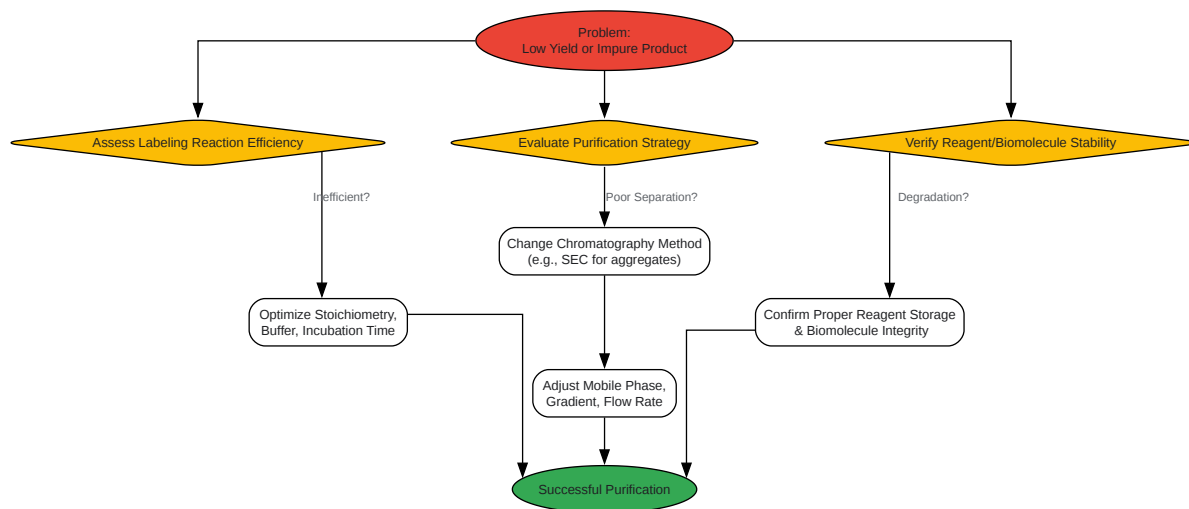 Problem:
Low Yield or Impure Product
Assess Labeling Reaction Efficiency
Evaluate Purification Strategy
Verify Reagent/Biomolecule Stability
Inefficient?
Poor Separation?
Degradation?
Change Chromatography Method
(e.g., SEC for aggregates)
Optimize Stoichiometry,
Buffer, Incubation Time
Confirm Proper Reagent Storage
& Biomolecule Integrity
Adjust Mobile Phase,
Gradient, Flow Rate
Successful Purification